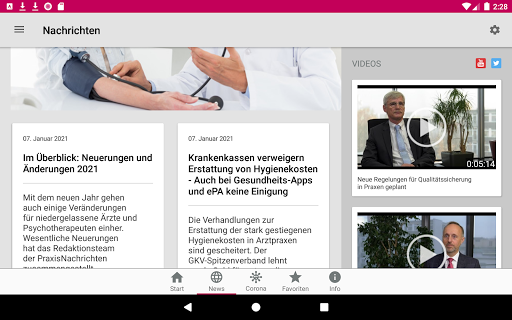 2:28
Nachrichten
VIDEOS
07. Januar 2021
Im Überblick: Neuerungen und
Änderungen 2021
Mit dem neuen Jahr gehen
auch einige Veränderungen
für niedergelassene Ärzte und
Psychotherapeuten einher.
Wesentliche Neuerungen
hat das Redaktionsteam
der PraxisNachrichten
zusammengestellt
07. Januar 2021
Krankenkassen verweigern
Erstattung von Hygienekosten
- Auch bei Gesundheits-Apps
und ePA keine Einigung
Die Verhandlungen zur
Erstattung der stark gestiegenen
Hygienekosten in Arztpraxen
sind gescheitert. Der
GKV-Spitzenverband lehnt
0:05:14
Neue Regelungen für Qualitätssicherung
in Praxen geplant
Start
News
Corona
Favoriten
Info